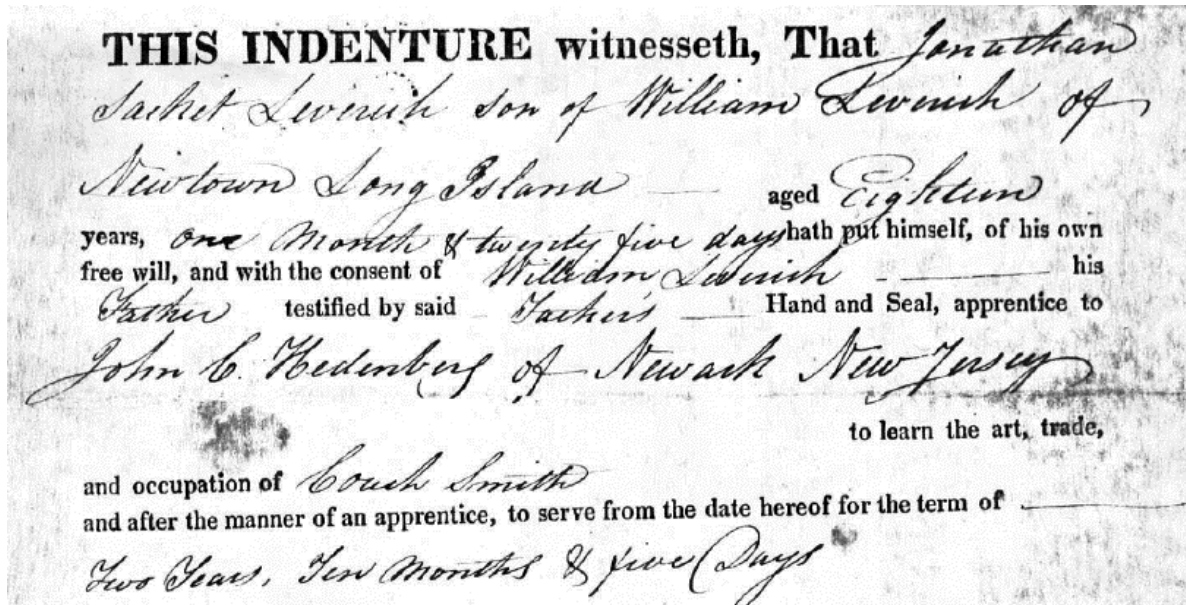 THIS INDENTURE witnesseth, That Jonathan
Sacket Leverich son of William Leverich of
Newtown Long Island aged Eighteen
years, one Month & twenty five days hath put himself, of his own
free will, and with the consent of William Leverich his
Father testified by said Father's Hand and Seal, apprentice to
John C. Hedenberg of Newark New Jersey
to learn the art, trade,
and occupation of Coach Smith
and after the manner of an apprentice, to serve from the date hereof for the term of
Two Years, Ten Months & five Days